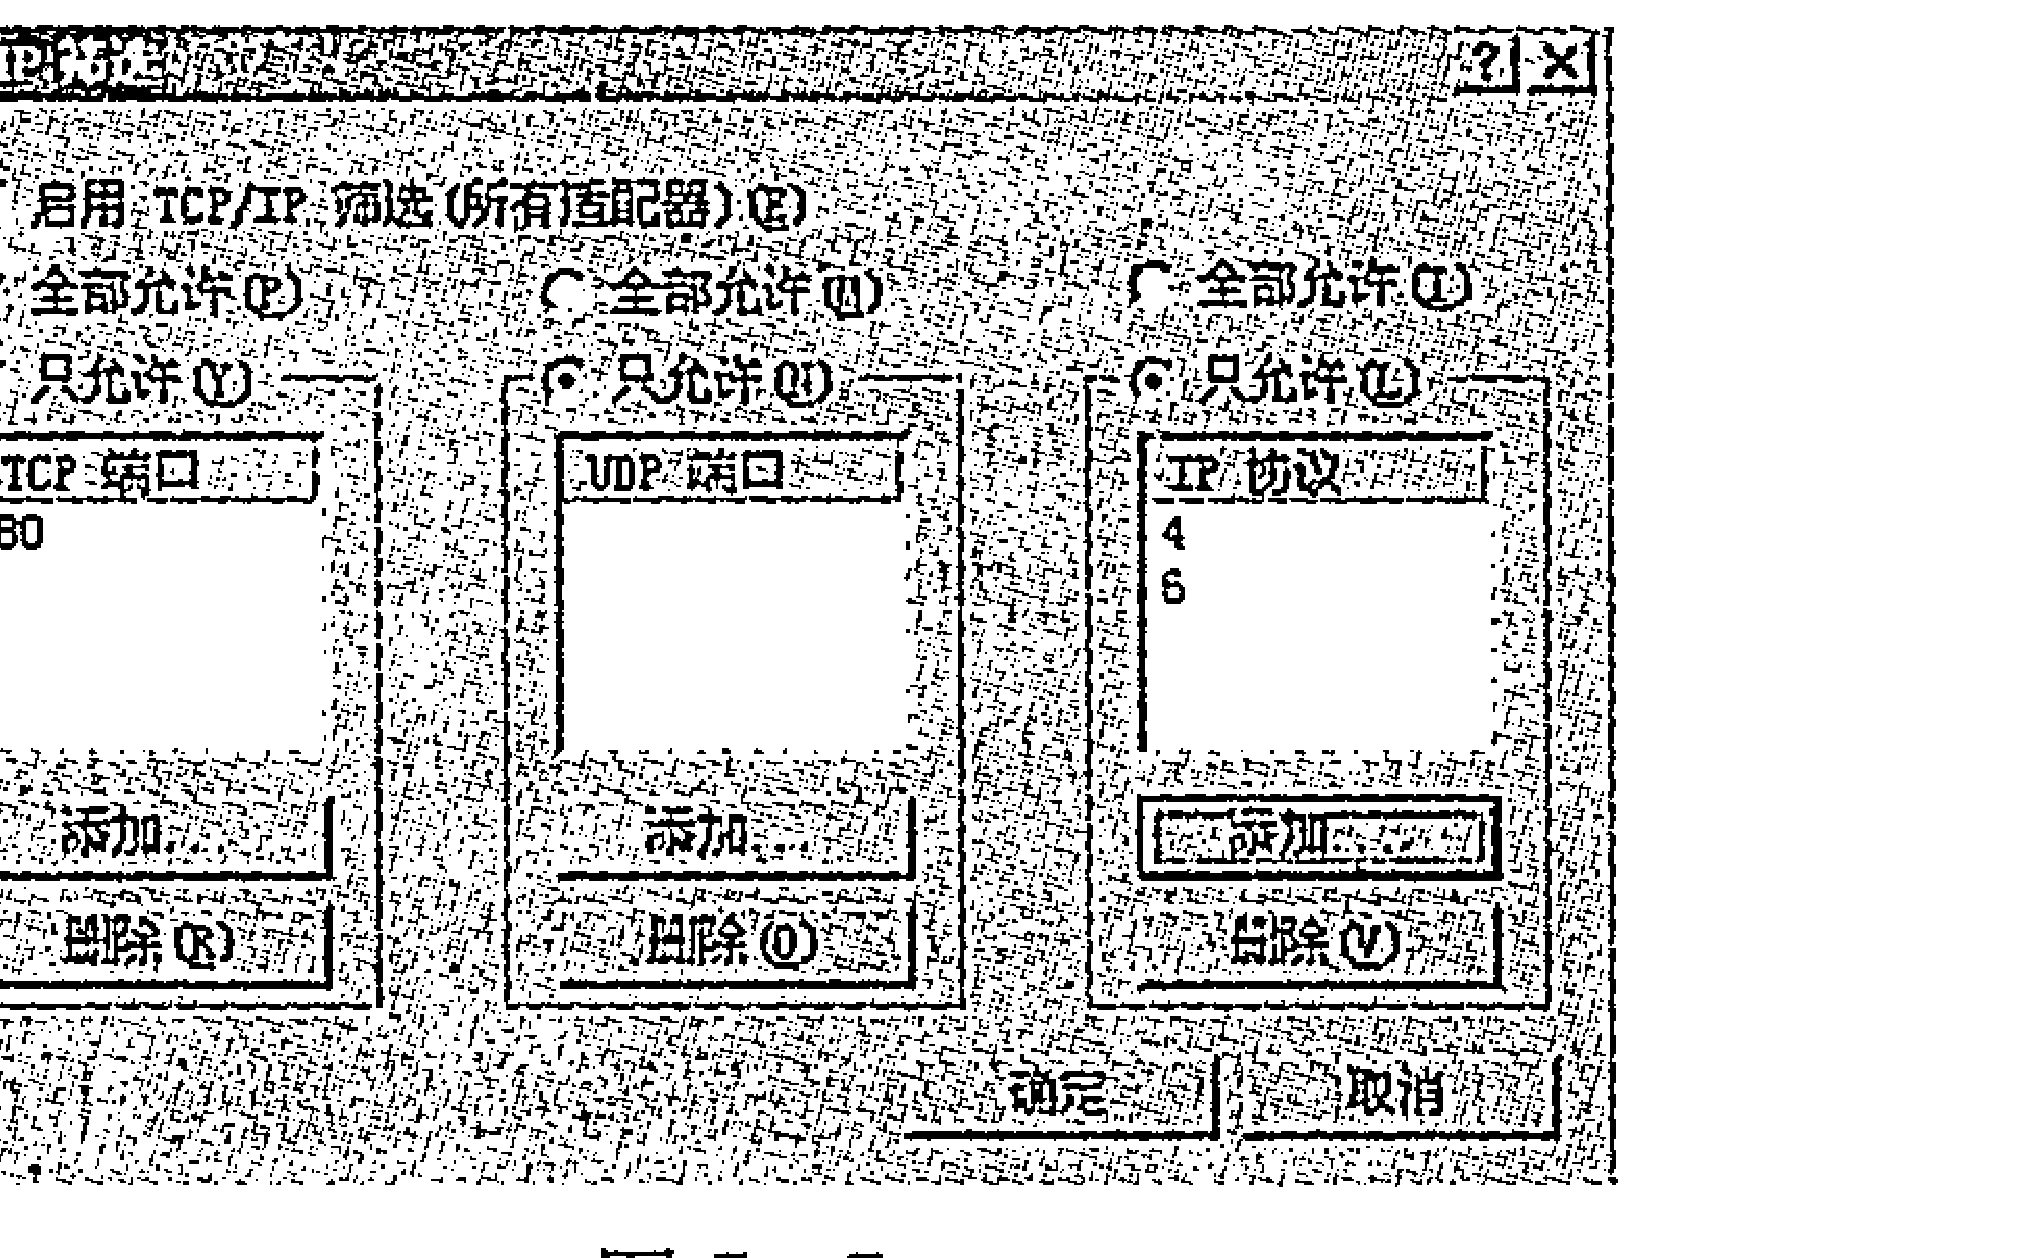 IP 筛选
启用 TCP/IP 筛选(所有适配器)(E)
全部允许(P)
全部允许(M)
全部允许(I)
只允许(Y)
只允许(N)
只允许(L)
TCP 端口
UDP 端口
IP 协议
80
4
6
添加...
添加...
添加...
删除(R)
删除(O)
删除(V)
确定
取消